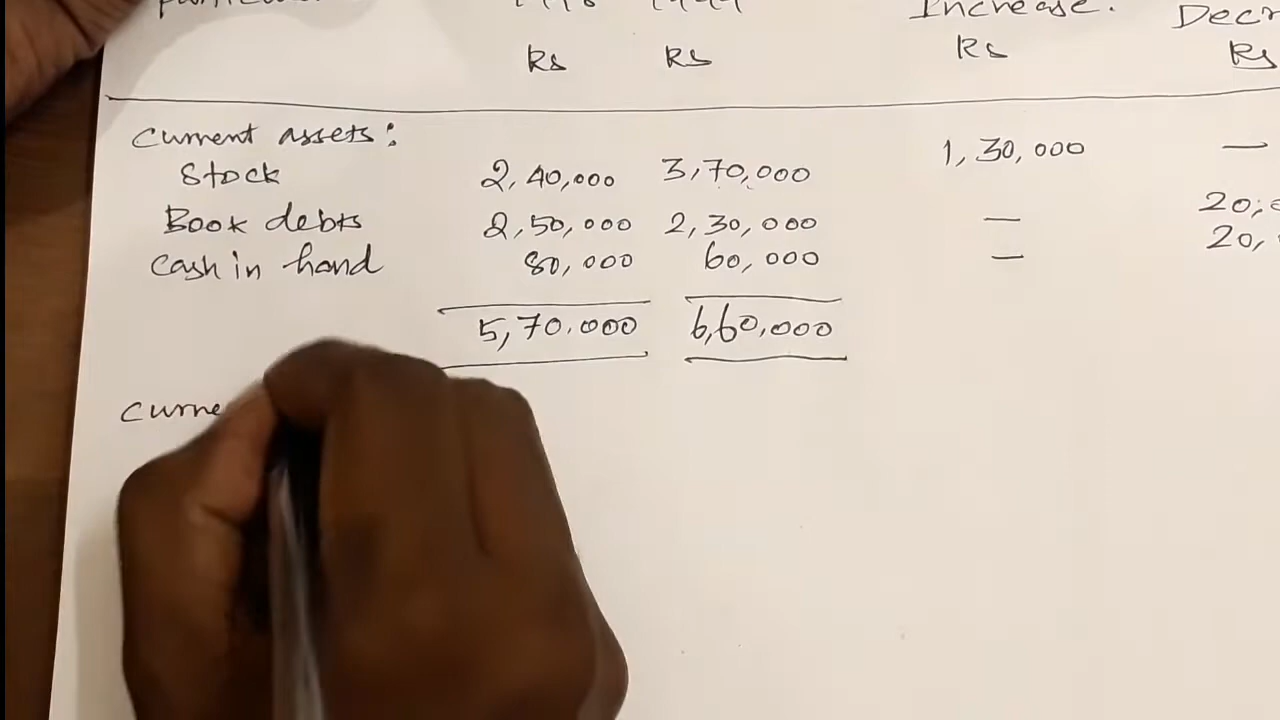 Increase.
Rs Rs Rs Rs
Current assets:
Stock 2,40,000 3,70,000 1,30,000 —
Book debts 2,50,000 2,30,000 — 20,
Cash in hand 80,000 60,000 — 20,
5,70,000 6,60,000
Curre